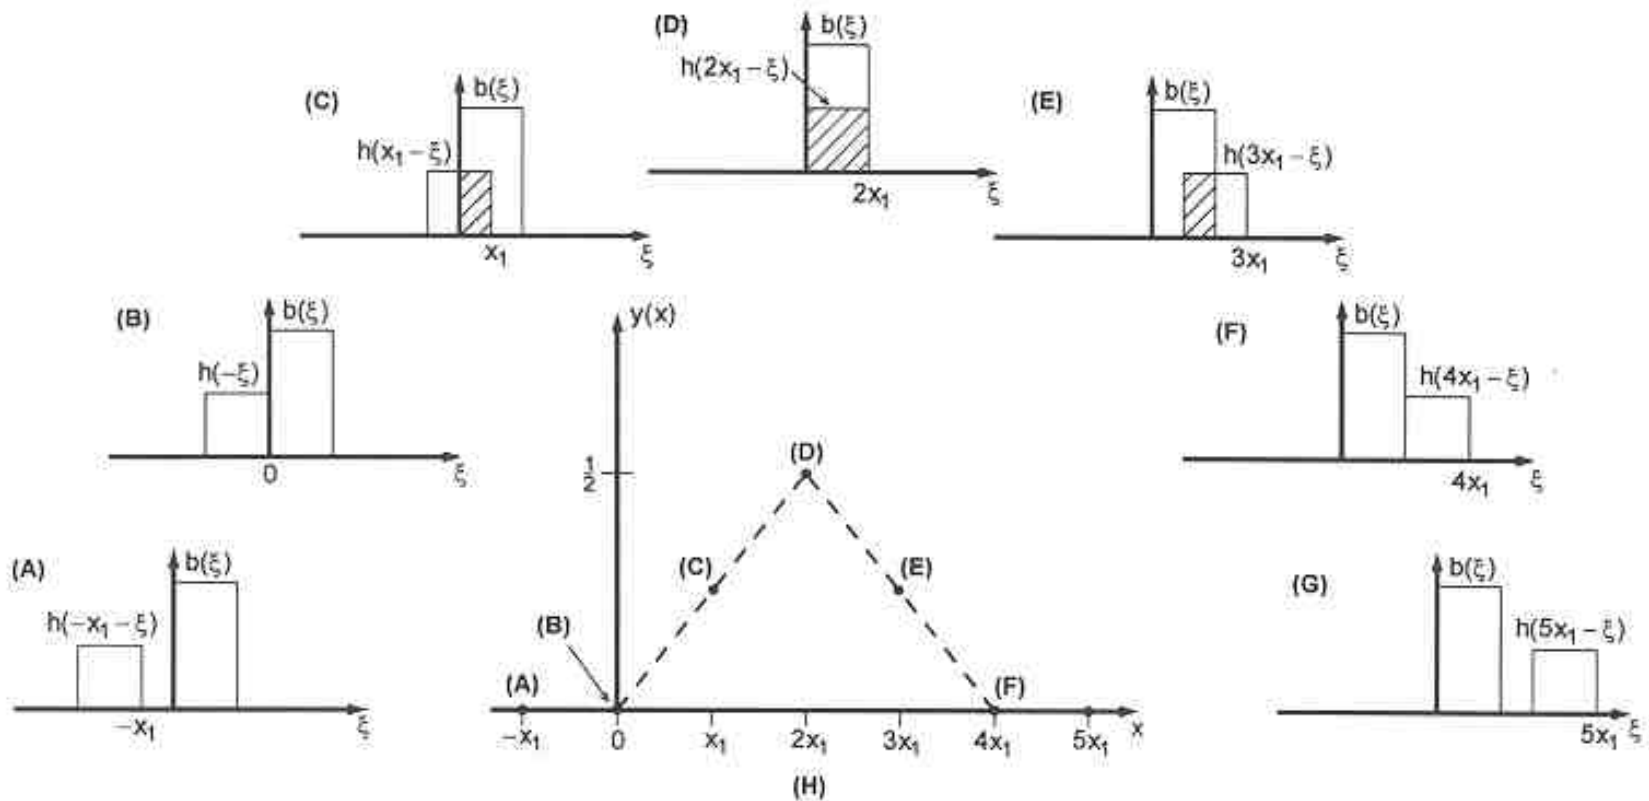 (D)
b(ξ)
h(2x₁ – ξ)
2x₁
ξ
(C)
b(ξ)
h(x₁ – ξ)
x₁
ξ
(E)
b(ξ)
h(3x₁ – ξ)
3x₁
ξ
(B)
b(ξ)
h(–ξ)
0
ξ
y(x)
1/2
(D)
(C)
(E)
(B)
(A)
(F)
–x₁ 0 x₁ 2x₁ 3x₁ 4x₁ 5x₁ x
(H)
(F)
b(ξ)
h(4x₁ – ξ)
4x₁
ξ
(A)
b(ξ)
h(–x₁ – ξ)
–x₁
ξ
(G)
b(ξ)
h(5x₁ – ξ)
5x₁
ξ